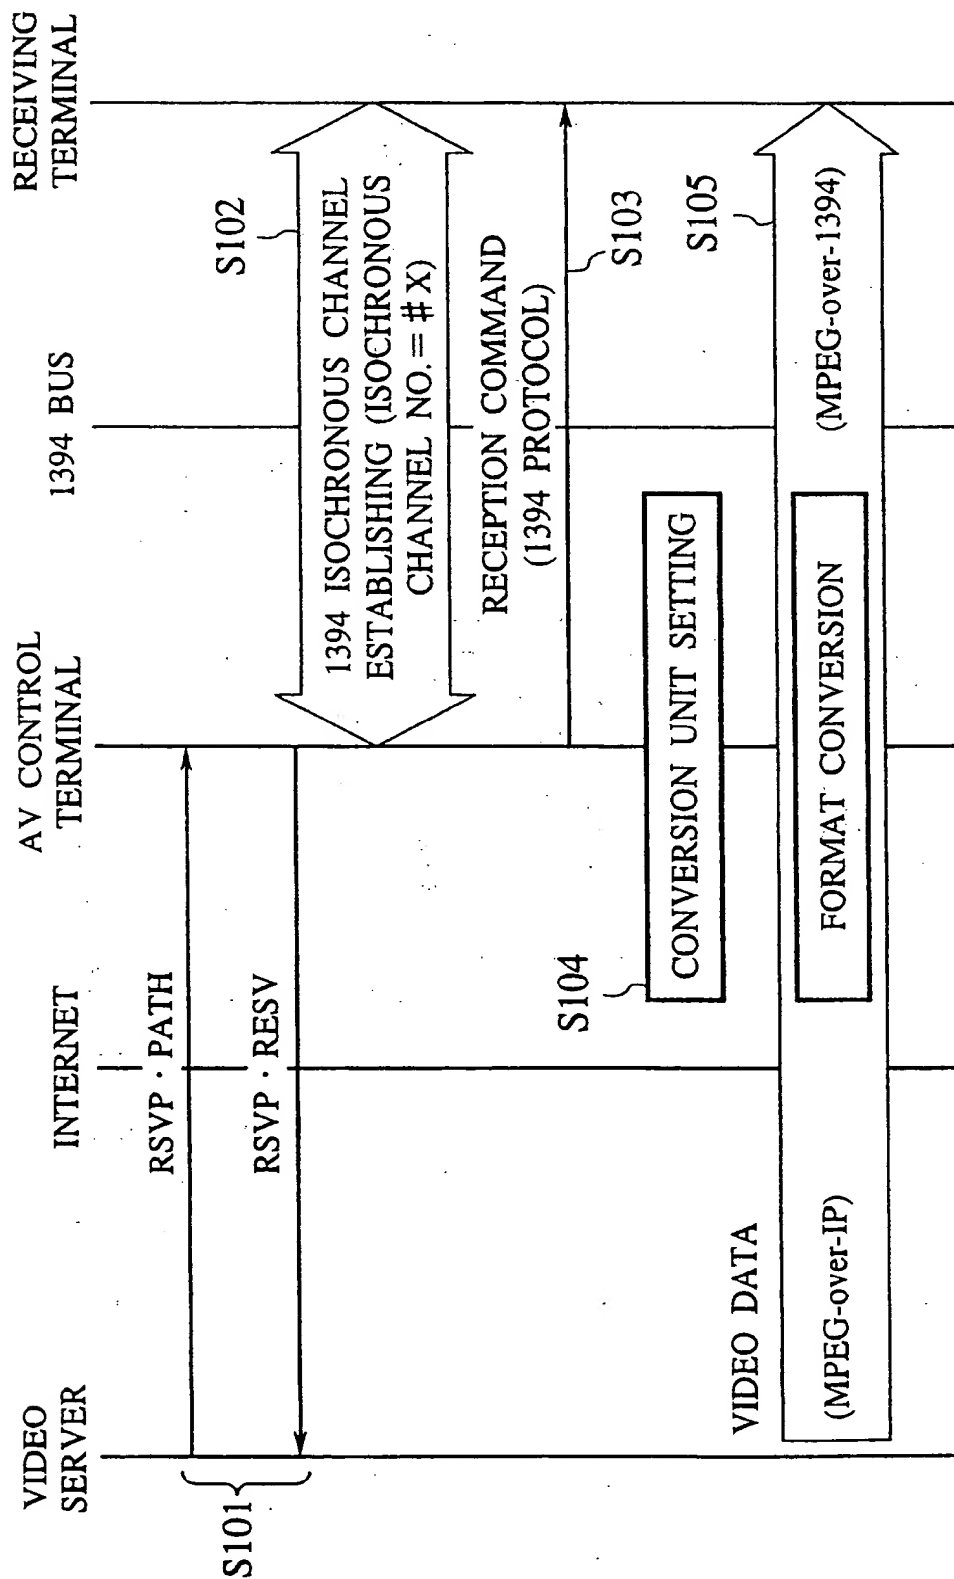 VIDEO
SERVER
INTERNET
AV CONTROL
TERMINAL
1394 BUS
RECEIVING
TERMINAL
S101
RSVP · PATH
RSVP · RESV
S102
1394 ISOCHRONOUS CHANNEL
ESTABLISHING (ISOCHRONOUS
CHANNEL NO.=#X)
RECEPTION COMMAND
(1394 PROTOCOL)
S103
S104
CONVERSION UNIT SETTING
S105
VIDEO DATA
(MPEG-over-IP)
FORMAT CONVERSION
(MPEG-over-1394)